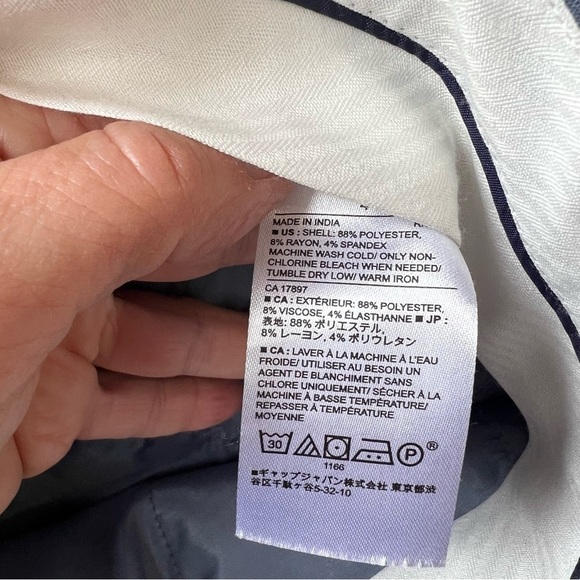 MADE IN INDIA
■ US : SHELL: 88% POLYESTER,
8% RAYON, 4% SPANDEX
MACHINE WASH COLD/ ONLY NON-
CHLORINE BLEACH WHEN NEEDED/
TUMBLE DRY LOW/ WARM IRON
CA 17897
■ CA : EXTÉRIEUR: 88% POLYESTER,
8% VISCOSE, 4% ÉLASTHANNE ■ JP :
表地: 88% ポリエステル,
8% レーヨン, 4% ポリウレタン
■ CA : LAVER À LA MACHINE À L'EAU
FROIDE/ UTILISER AU BESOIN UN
AGENT DE BLANCHIMENT SANS
CHLORE UNIQUEMENT/ SÉCHER À LA
MACHINE À BASSE TEMPÉRATURE/
REPASSER À TEMPÉRATURE
MOYENNE
30 P ®
1166
■ギャップジャパン株式会社 東京都渋
谷区千駄ヶ谷5-32-10